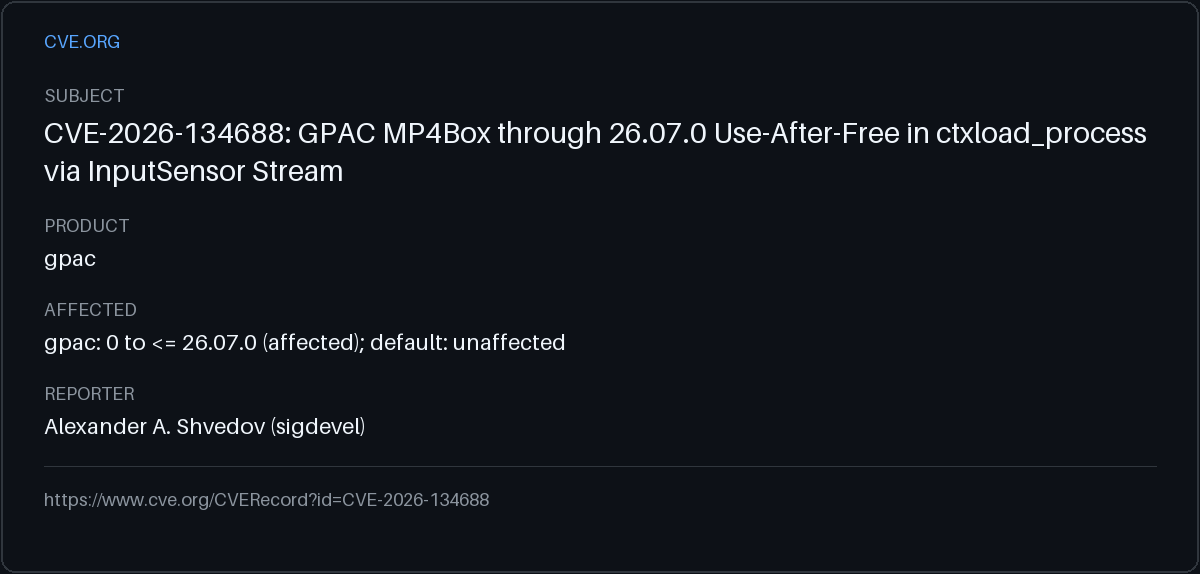 CVE.ORG
SUBJECT
CVE-2026-134688: GPAC MP4Box through 26.07.0 Use-After-Free in ctxload_process
via InputSensor Stream
PRODUCT
gpac
AFFECTED
gpac: 0 to <= 26.07.0 (affected); default: unaffected
REPORTER
Alexander A. Shvedov (sigdevel)
https://www.cve.org/CVERecord?id=CVE-2026-134688